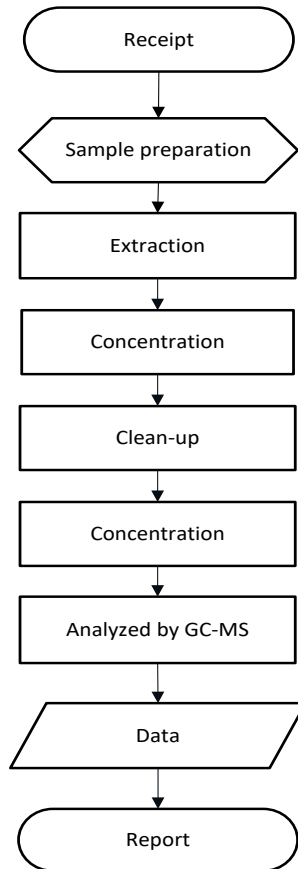 Receipt
Sample preparation
Extraction
Concentration
Clean-up
Concentration
Analyzed by GC-MS
Data
Report